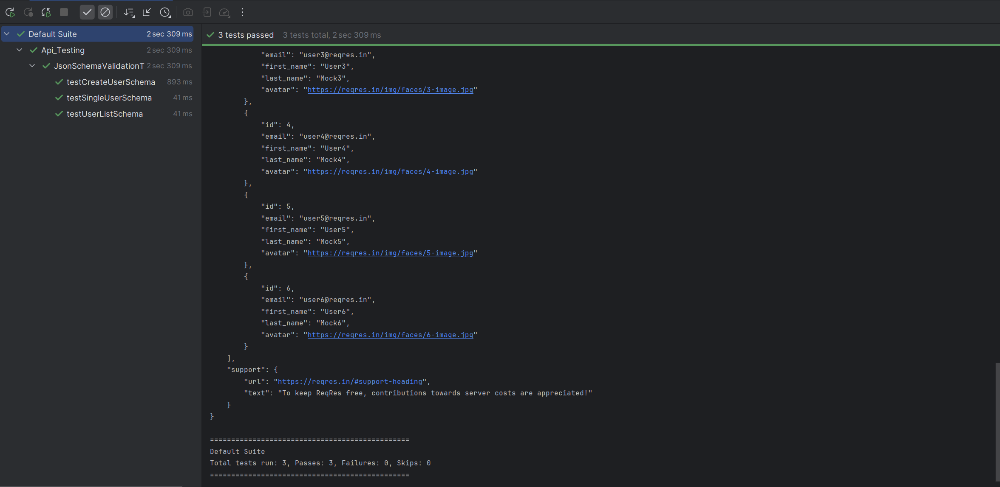 Default Suite 2 sec 309 ms
Api_Testing 2 sec 309 ms
JsonSchemaValidationT 2 sec 309 ms
testCreateUserSchema 893 ms
testSingleUserSchema 41 ms
testUserListSchema 41 ms
3 tests passed 3 tests total, 2 sec 309 ms
"email": "user3@reqres.in",
"first_name": "User3",
"last_name": "Mock3",
"avatar": "https://reqres.in/img/faces/3-image.jpg"
},
{
"id": 4,
"email": "user4@reqres.in",
"first_name": "User4",
"last_name": "Mock4",
"avatar": "https://reqres.in/img/faces/4-image.jpg"
},
{
"id": 5,
"email": "user5@reqres.in",
"first_name": "User5",
"last_name": "Mock5",
"avatar": "https://reqres.in/img/faces/5-image.jpg"
},
{
"id": 6,
"email": "user6@reqres.in",
"first_name": "User6",
"last_name": "Mock6",
"avatar": "https://reqres.in/img/faces/6-image.jpg"
}
],
"support": {
"url": "https://reqres.in/#support-heading",
"text": "To keep ReqRes free, contributions towards server costs are appreciated!"
}
}
===============================================
Default Suite
Total tests run: 3, Passes: 3, Failures: 0, Skips: 0
===============================================